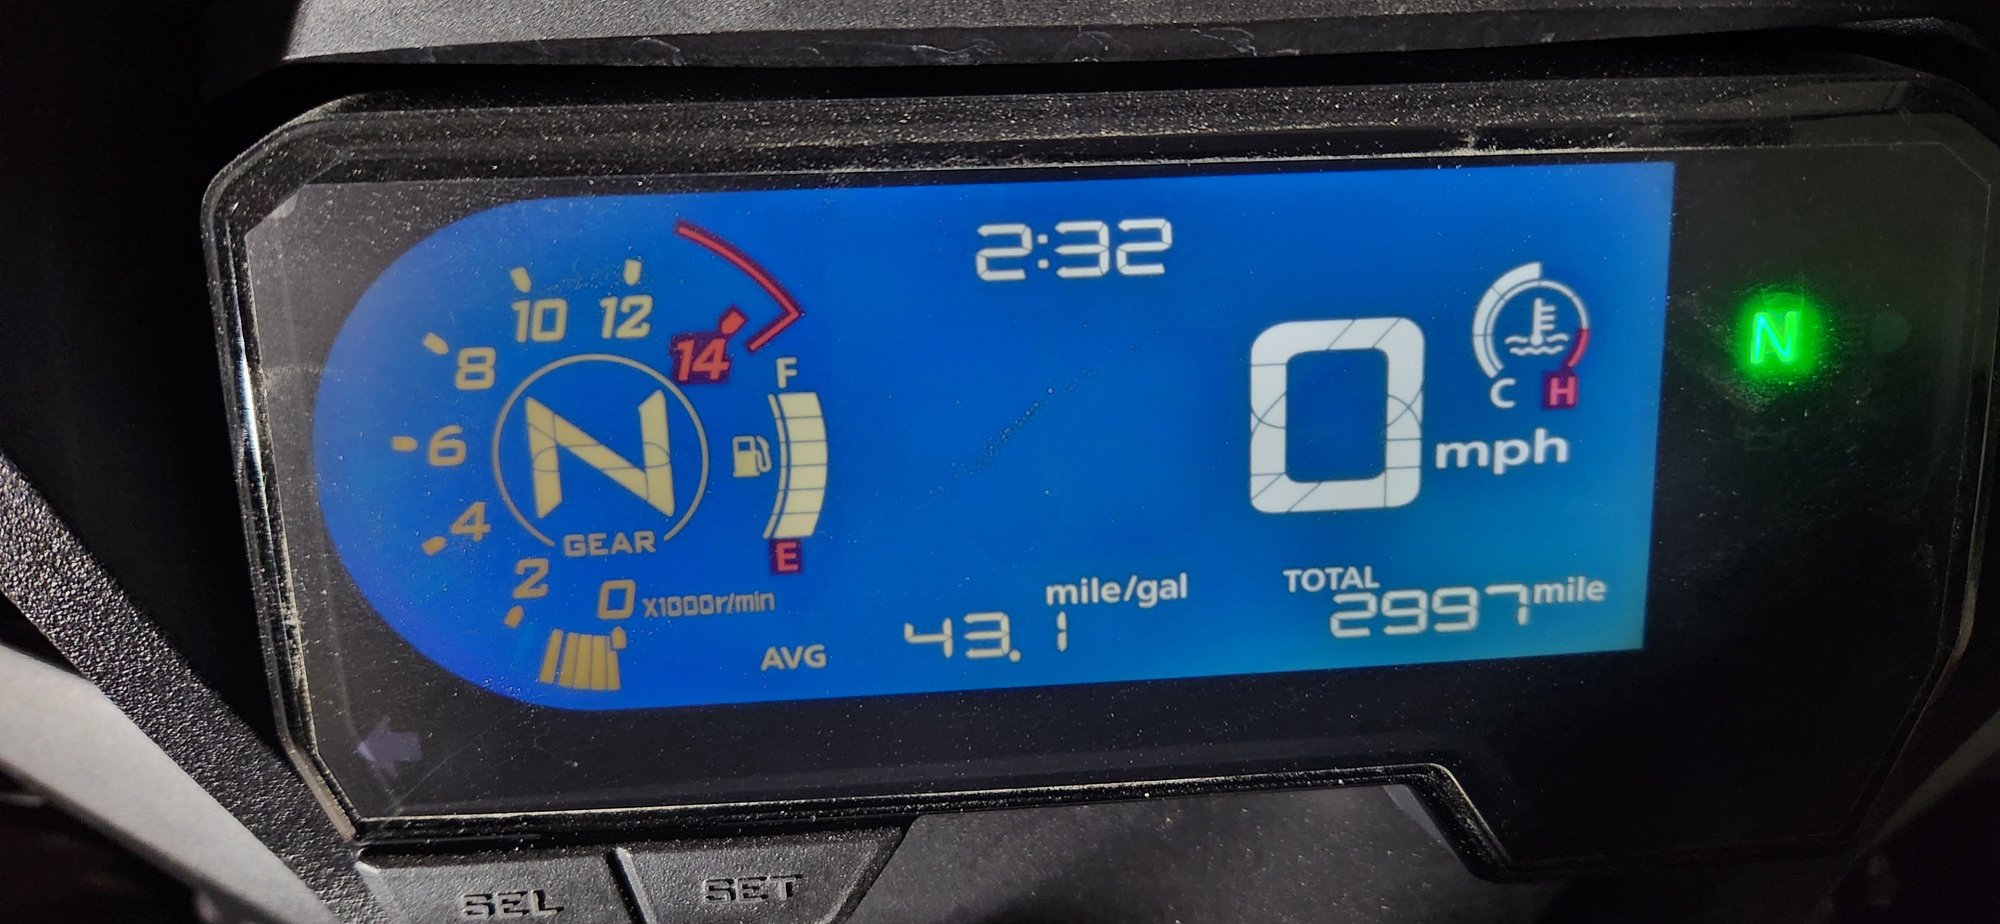 2:32
10 12
8 14
F
C H
6
N
0 mph
4
GEAR
E
2
0 x1000r/min
mile/gal
AVG 43.1
TOTAL
2997 mile
N
SEL SET